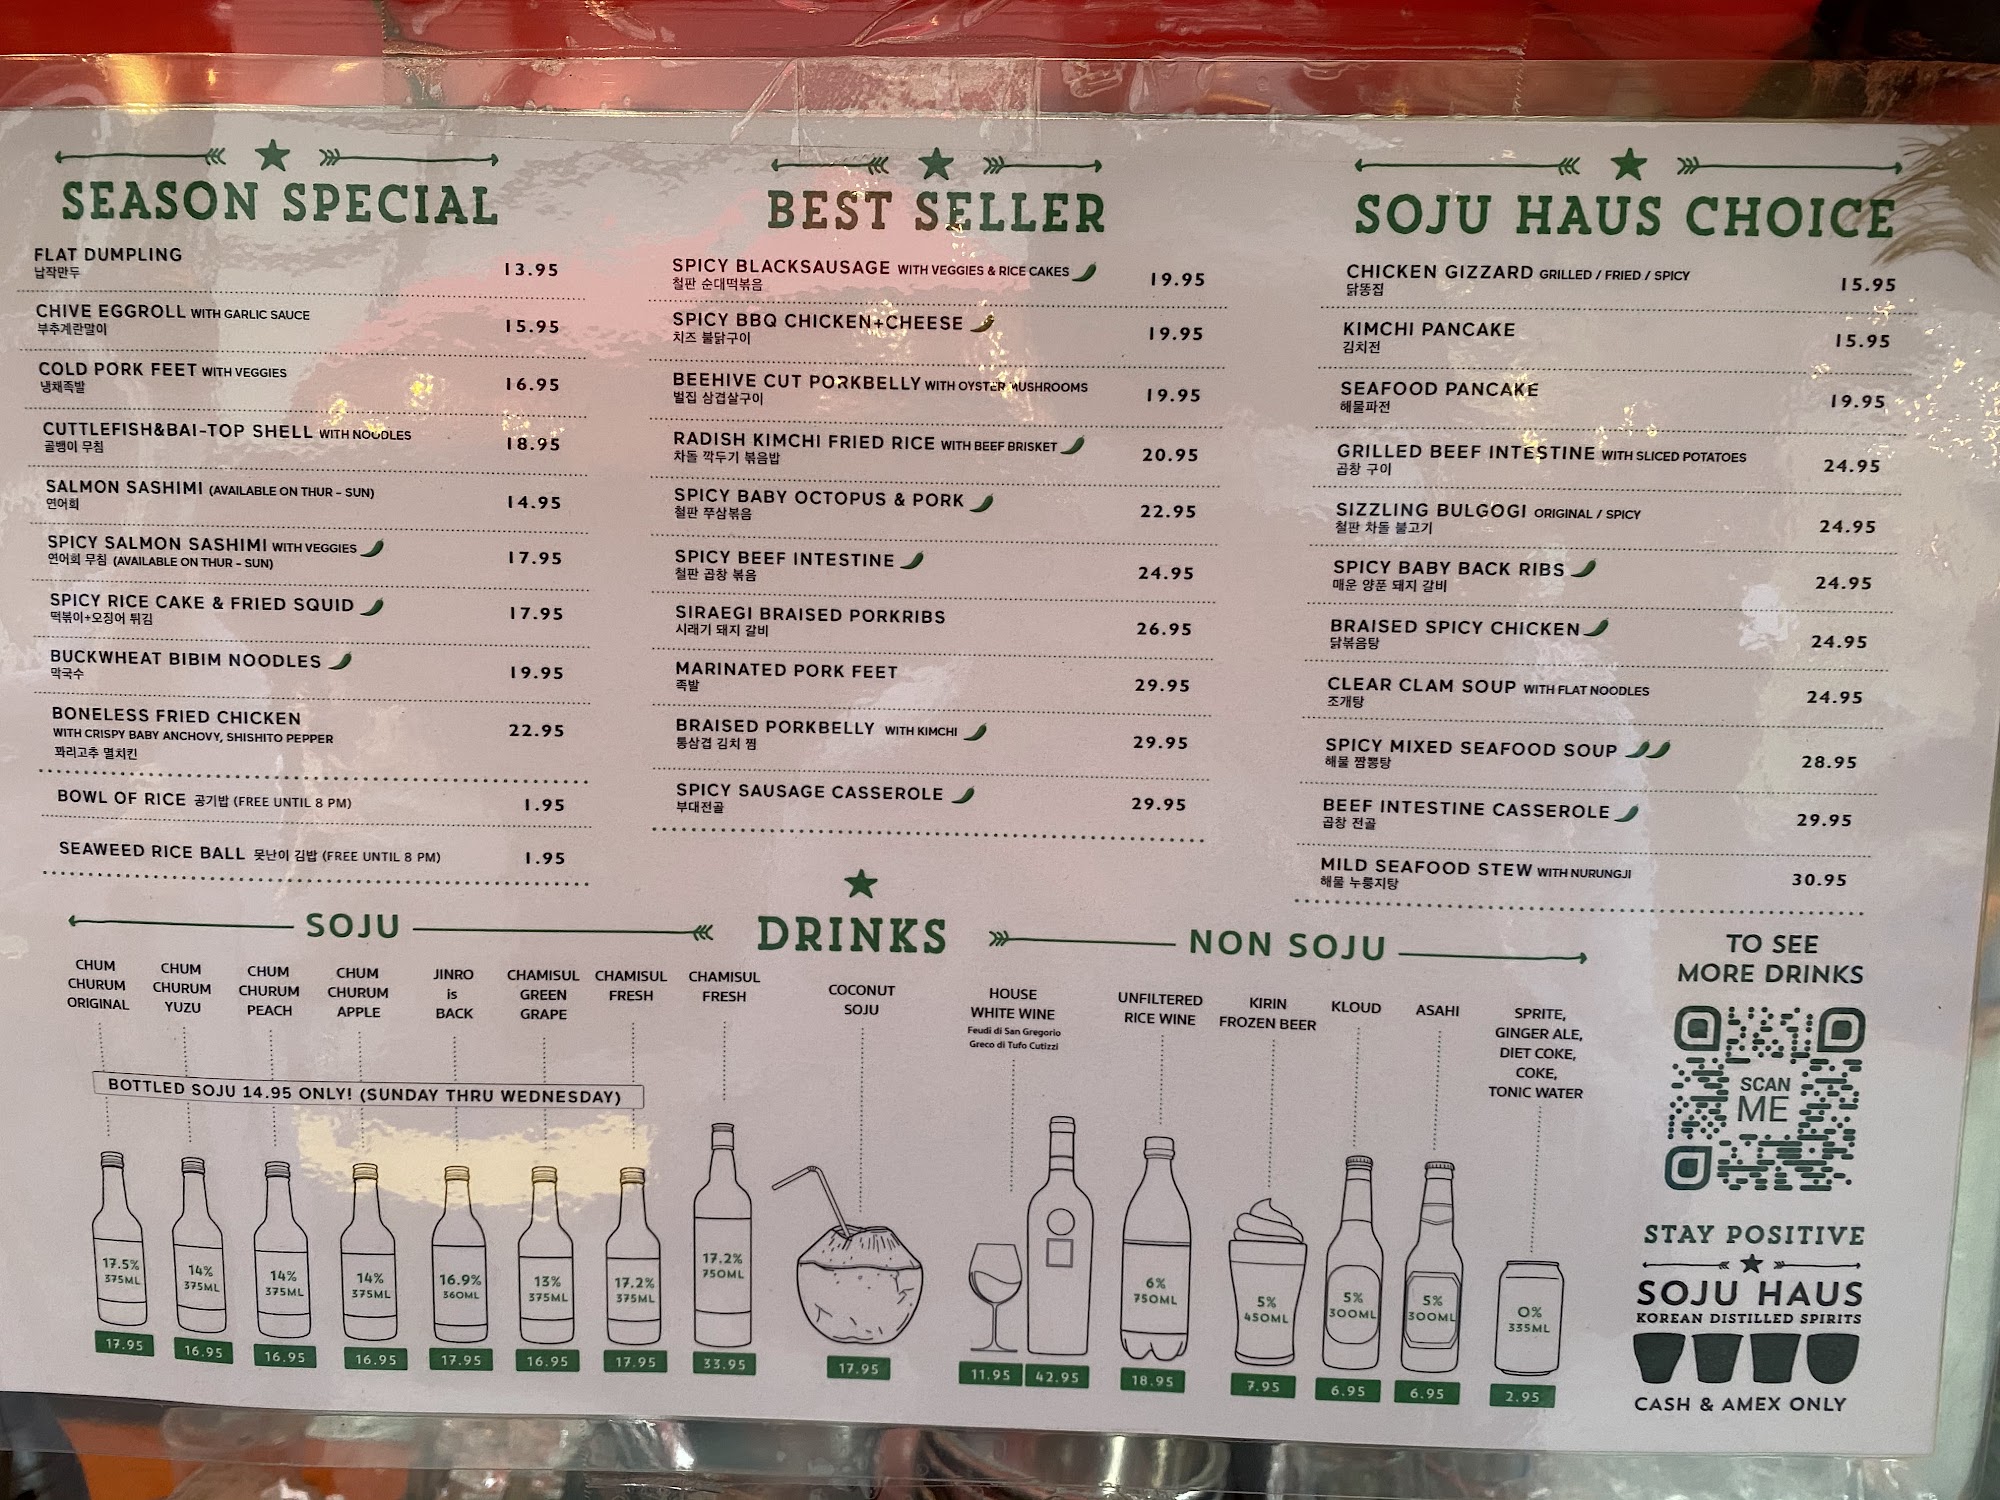 SEASON SPECIAL
FLAT DUMPLING
납작만두
13.95
CHIVE EGGROLL WITH GARLIC SAUCE
부추계란말이
15.95
COLD PORK FEET WITH VEGGIES
냉채족발
16.95
CUTTLEFISH&BAI-TOP SHELL WITH NOODLES
골뱅이 무침
18.95
SALMON SASHIMI (AVAILABLE ON THUR - SUN)
연어회
14.95
SPICY SALMON SASHIMI WITH VEGGIES
연어회 무침 (AVAILABLE ON THUR - SUN)
17.95
SPICY RICE CAKE & FRIED SQUID
떡볶이+오징어 튀김
17.95
BUCKWHEAT BIBIM NOODLES
막국수
19.95
BONELESS FRIED CHICKEN
WITH CRISPY BABY ANCHOVY, SHISHITO PEPPER
꽈리고추 멸치킨
22.95
BOWL OF RICE 공기밥 (FREE UNTIL 8 PM)
1.95
SEAWEED RICE BALL 못난이 김밥 (FREE UNTIL 8 PM)
1.95
BEST SELLER
SPICY BLACKSAUSAGE WITH VEGGIES & RICE CAKES
철판 순대떡볶음
19.95
SPICY BBQ CHICKEN+CHEESE
치즈 불닭구이
19.95
BEEHIVE CUT PORKBELLY WITH OYSTER MUSHROOMS
벌집 삼겹살구이
19.95
RADISH KIMCHI FRIED RICE WITH BEEF BRISKET
차돌 깍두기 볶음밥
20.95
SPICY BABY OCTOPUS & PORK
철판 쭈삼볶음
22.95
SPICY BEEF INTESTINE
철판 곱창 볶음
24.95
SIRAEGI BRAISED PORKRIBS
시래기 돼지 갈비
26.95
MARINATED PORK FEET
족발
29.95
BRAISED PORKBELLY WITH KIMCHI
통삼겹 김치 찜
29.95
SPICY SAUSAGE CASSEROLE
부대전골
29.95
SOJU HAUS CHOICE
CHICKEN GIZZARD GRILLED / FRIED / SPICY
닭똥집
15.95
KIMCHI PANCAKE
김치전
15.95
SEAFOOD PANCAKE
해물파전
19.95
GRILLED BEEF INTESTINE WITH SLICED POTATOES
곱창 구이
24.95
SIZZLING BULGOGI ORIGINAL / SPICY
철판 차돌 불고기
24.95
SPICY BABY BACK RIBS
매운 양푼 돼지 갈비
24.95
BRAISED SPICY CHICKEN
닭볶음탕
24.95
CLEAR CLAM SOUP WITH FLAT NOODLES
조개탕
24.95
SPICY MIXED SEAFOOD SOUP
해물 짬뽕탕
28.95
BEEF INTESTINE CASSEROLE
곱창 전골
29.95
MILD SEAFOOD STEW WITH NURUNGJI
해물 누룽지탕
30.95
DRINKS
SOJU
CHUM
CHURUM
ORIGINAL
CHUM
CHURUM
YUZU
CHUM
CHURUM
PEACH
CHUM
CHURUM
APPLE
JINRO
is
BACK
CHAMISUL
GREEN
GRAPE
CHAMISUL
FRESH
CHAMISUL
FRESH
COCONUT
SOJU
BOTTLED SOJU 14.95 ONLY! (SUNDAY THRU WEDNESDAY)
17.5%
375ML
14%
375ML
14%
375ML
14%
375ML
16.9%
360ML
13%
375ML
17.2%
375ML
17.2%
750ML
17.95
16.95
16.95
16.95
17.95
16.95
17.95
33.95
17.95
NON SOJU
HOUSE
WHITE WINE
Feudi di San Gregorio
Greco di Tufo Cutizzi
UNFILTERED
RICE WINE
KIRIN
FROZEN BEER
KLOUD
ASAHI
SPRITE,
GINGER ALE,
DIET COKE,
COKE,
TONIC WATER
6%
750ML
5%
450ML
5%
300ML
5%
300ML
0%
335ML
11.95
42.95
18.95
7.95
6.95
6.95
2.95
TO SEE
MORE DRINKS
SCAN
ME
STAY POSITIVE
SOJU HAUS
KOREAN DISTILLED SPIRITS
CASH & AMEX ONLY